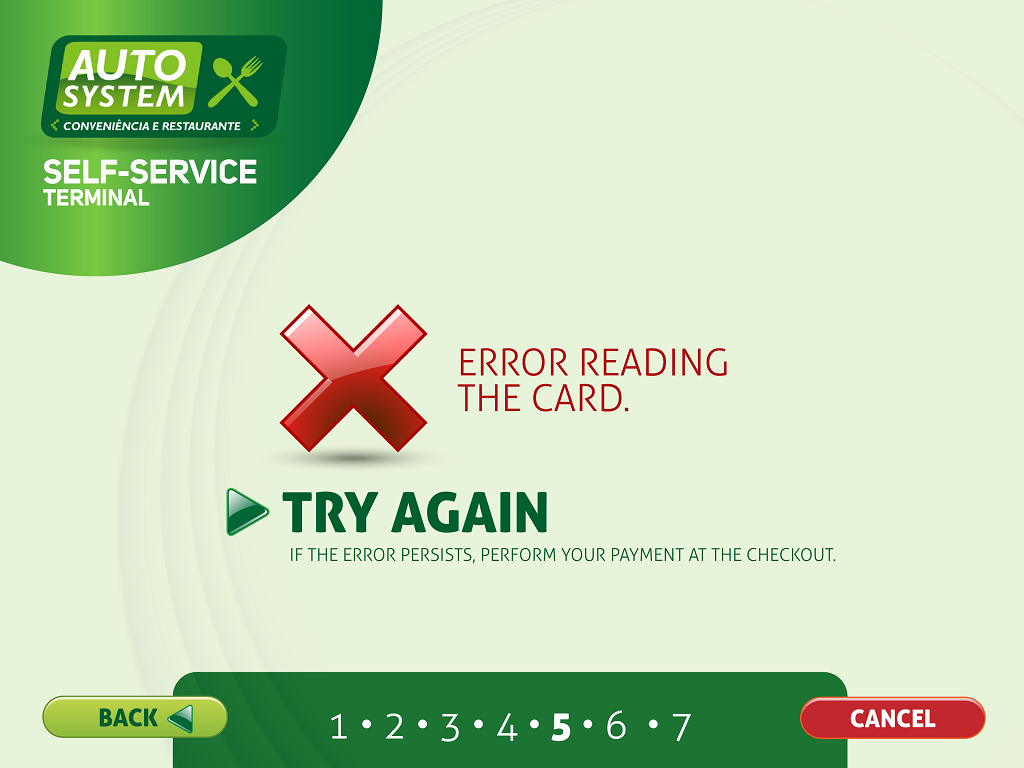 AUTO
SYSTEM
CONVENIÊNCIA E RESTAURANTE
SELF-SERVICE
TERMINAL
ERROR READING
THE CARD.
TRY AGAIN
IF THE ERROR PERSISTS, PERFORM YOUR PAYMENT AT THE CHECKOUT.
BACK
1 • 2 • 3 • 4 • 5 • 6 • 7
CANCEL